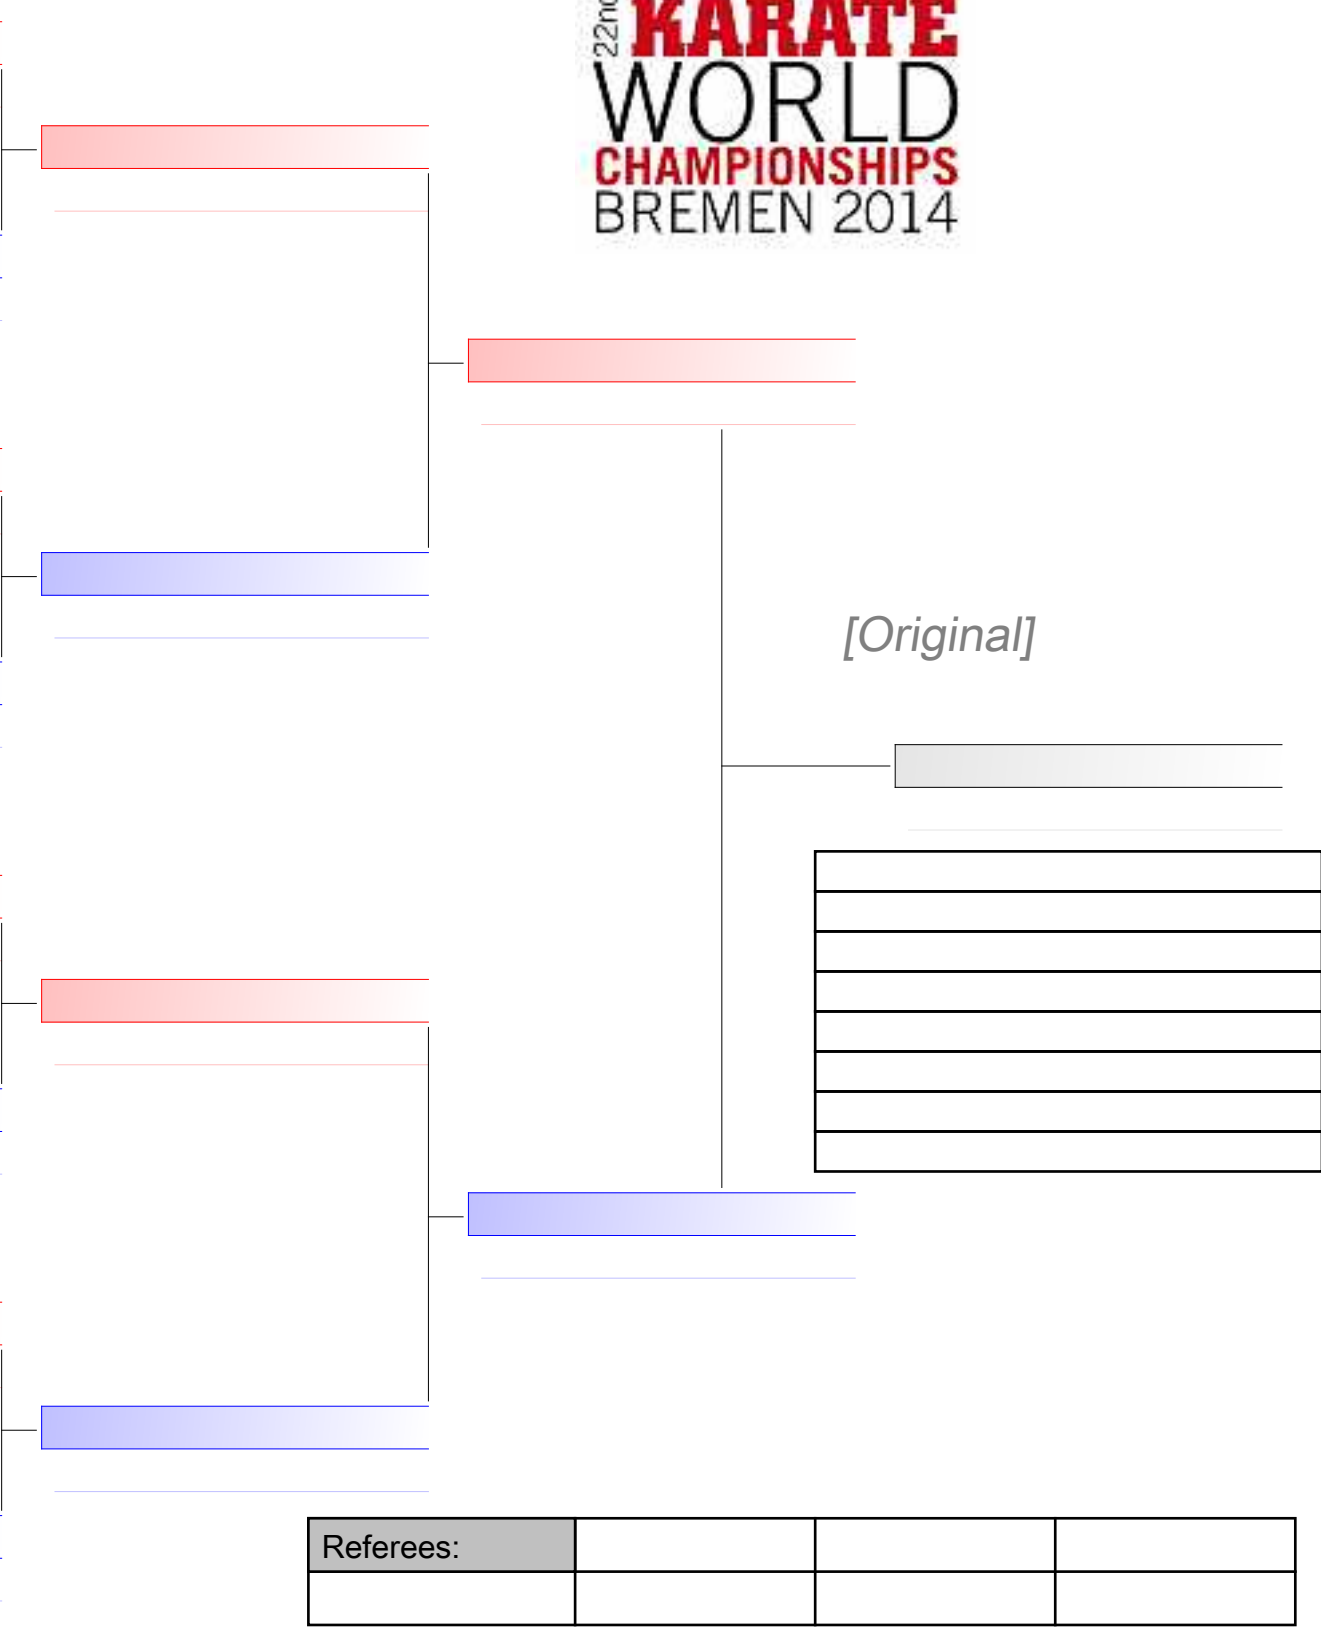 22nd
KARATE
WORLD
CHAMPIONSHIPS
BREMEN 2014
[Original]
Referees: